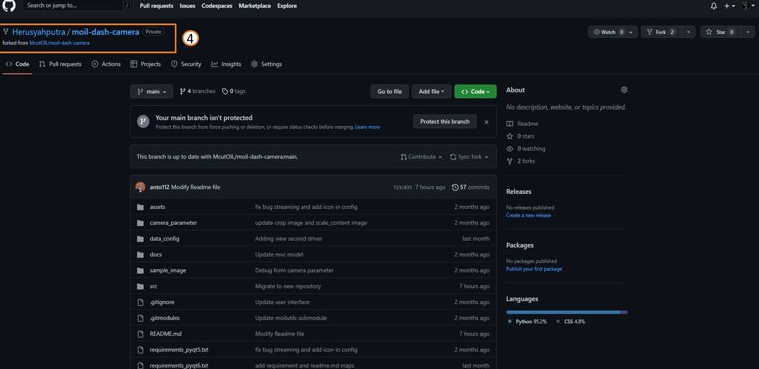 Search or jump to...
/
Pull requests Issues Codespaces Marketplace Explore
Herusyahputra / moil-dash-camera Private
forked from McutOIL/moil-dash-camera
4
Watch 0
Fork 2
Star 0
Code Pull requests Actions Projects Security Insights Settings
main 4 branches 0 tags
Go to file Add file Code
Your main branch isn't protected
Protect this branch from force pushing or deletion, or require status checks before merging. Learn more
Protect this branch
This branch is up to date with McutOIL/moil-dash-camera:main.
Contribute Sync fork
anto112 Modify Readme file
7 hours ago 57 commits
assets fix bug streaming and add icon in config 2 months ago
camera_parameter update crop image and scale_content image 2 months ago
data_config Adding view second driver last month
docs Update mvc model 2 months ago
sample_image Debug form camera parameter 2 months ago
src Migrate to new repository 7 hours ago
.gitignore Update user interface 2 months ago
.gitmodules Update moilutils submodule 2 months ago
README.md Modify Readme file 7 hours ago
requirements_pyqt5.txt fix bug streaming and add icon in config 2 months ago
requirements_pyqt6.txt add requirement and readme.md maps 2 months ago
About
No description, website, or topics provided.
Readme
0 stars
0 watching
2 forks
Releases
No releases published
Create a new release
Packages
No packages published
Publish your first package
Languages
Python 95.2% CSS 4.8%